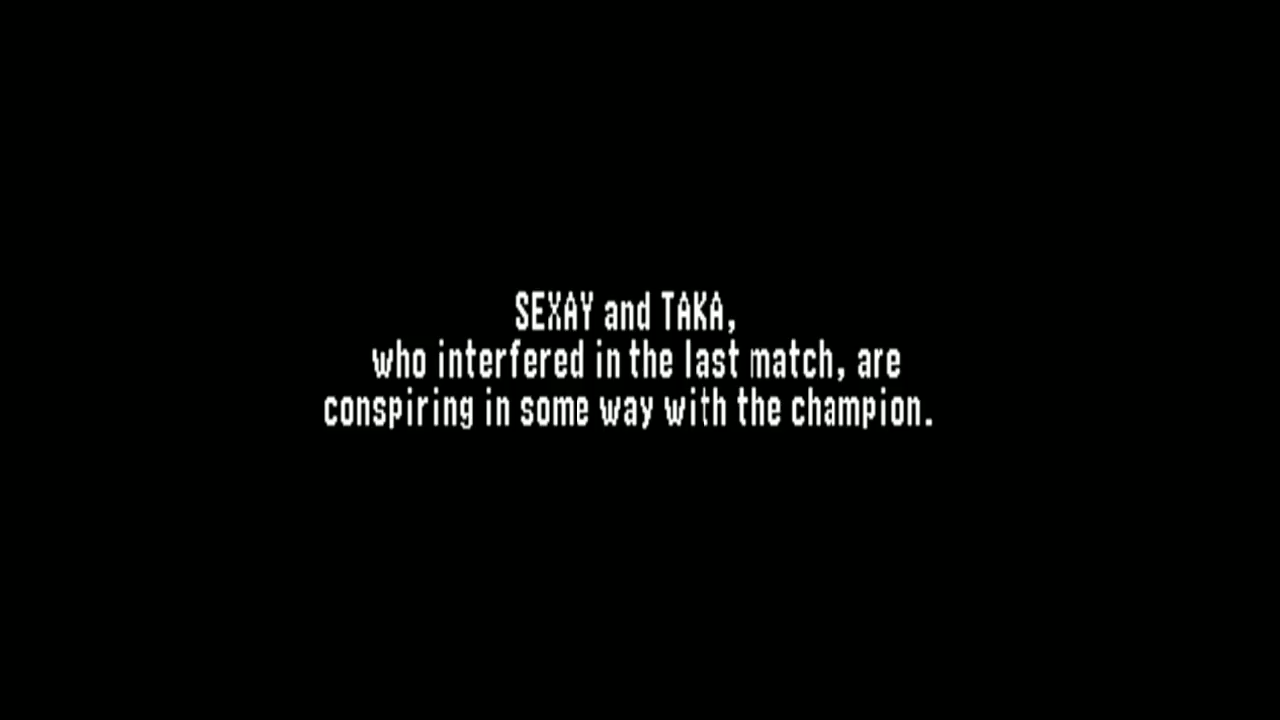 SEXAY and TAKA,
who interfered in the last match, are
conspiring in some way with the champion.